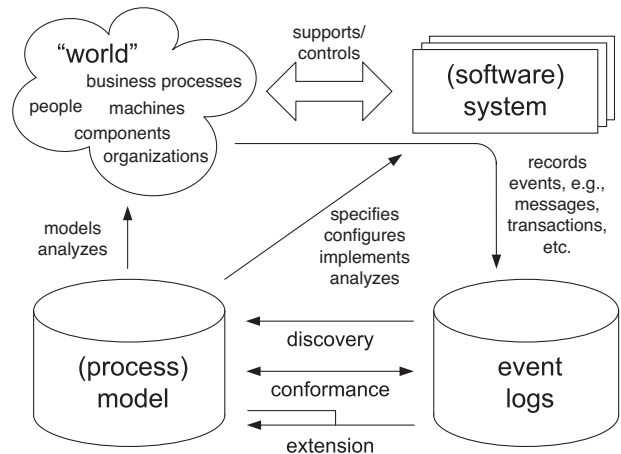 “world”
business processes
people machines
components
organizations
supports/
controls
(software)
system
records
events, e.g.,
messages,
transactions,
etc.
models
analyzes
specifies
configures
implements
analyzes
(process)
model
discovery
conformance
extension
event
logs